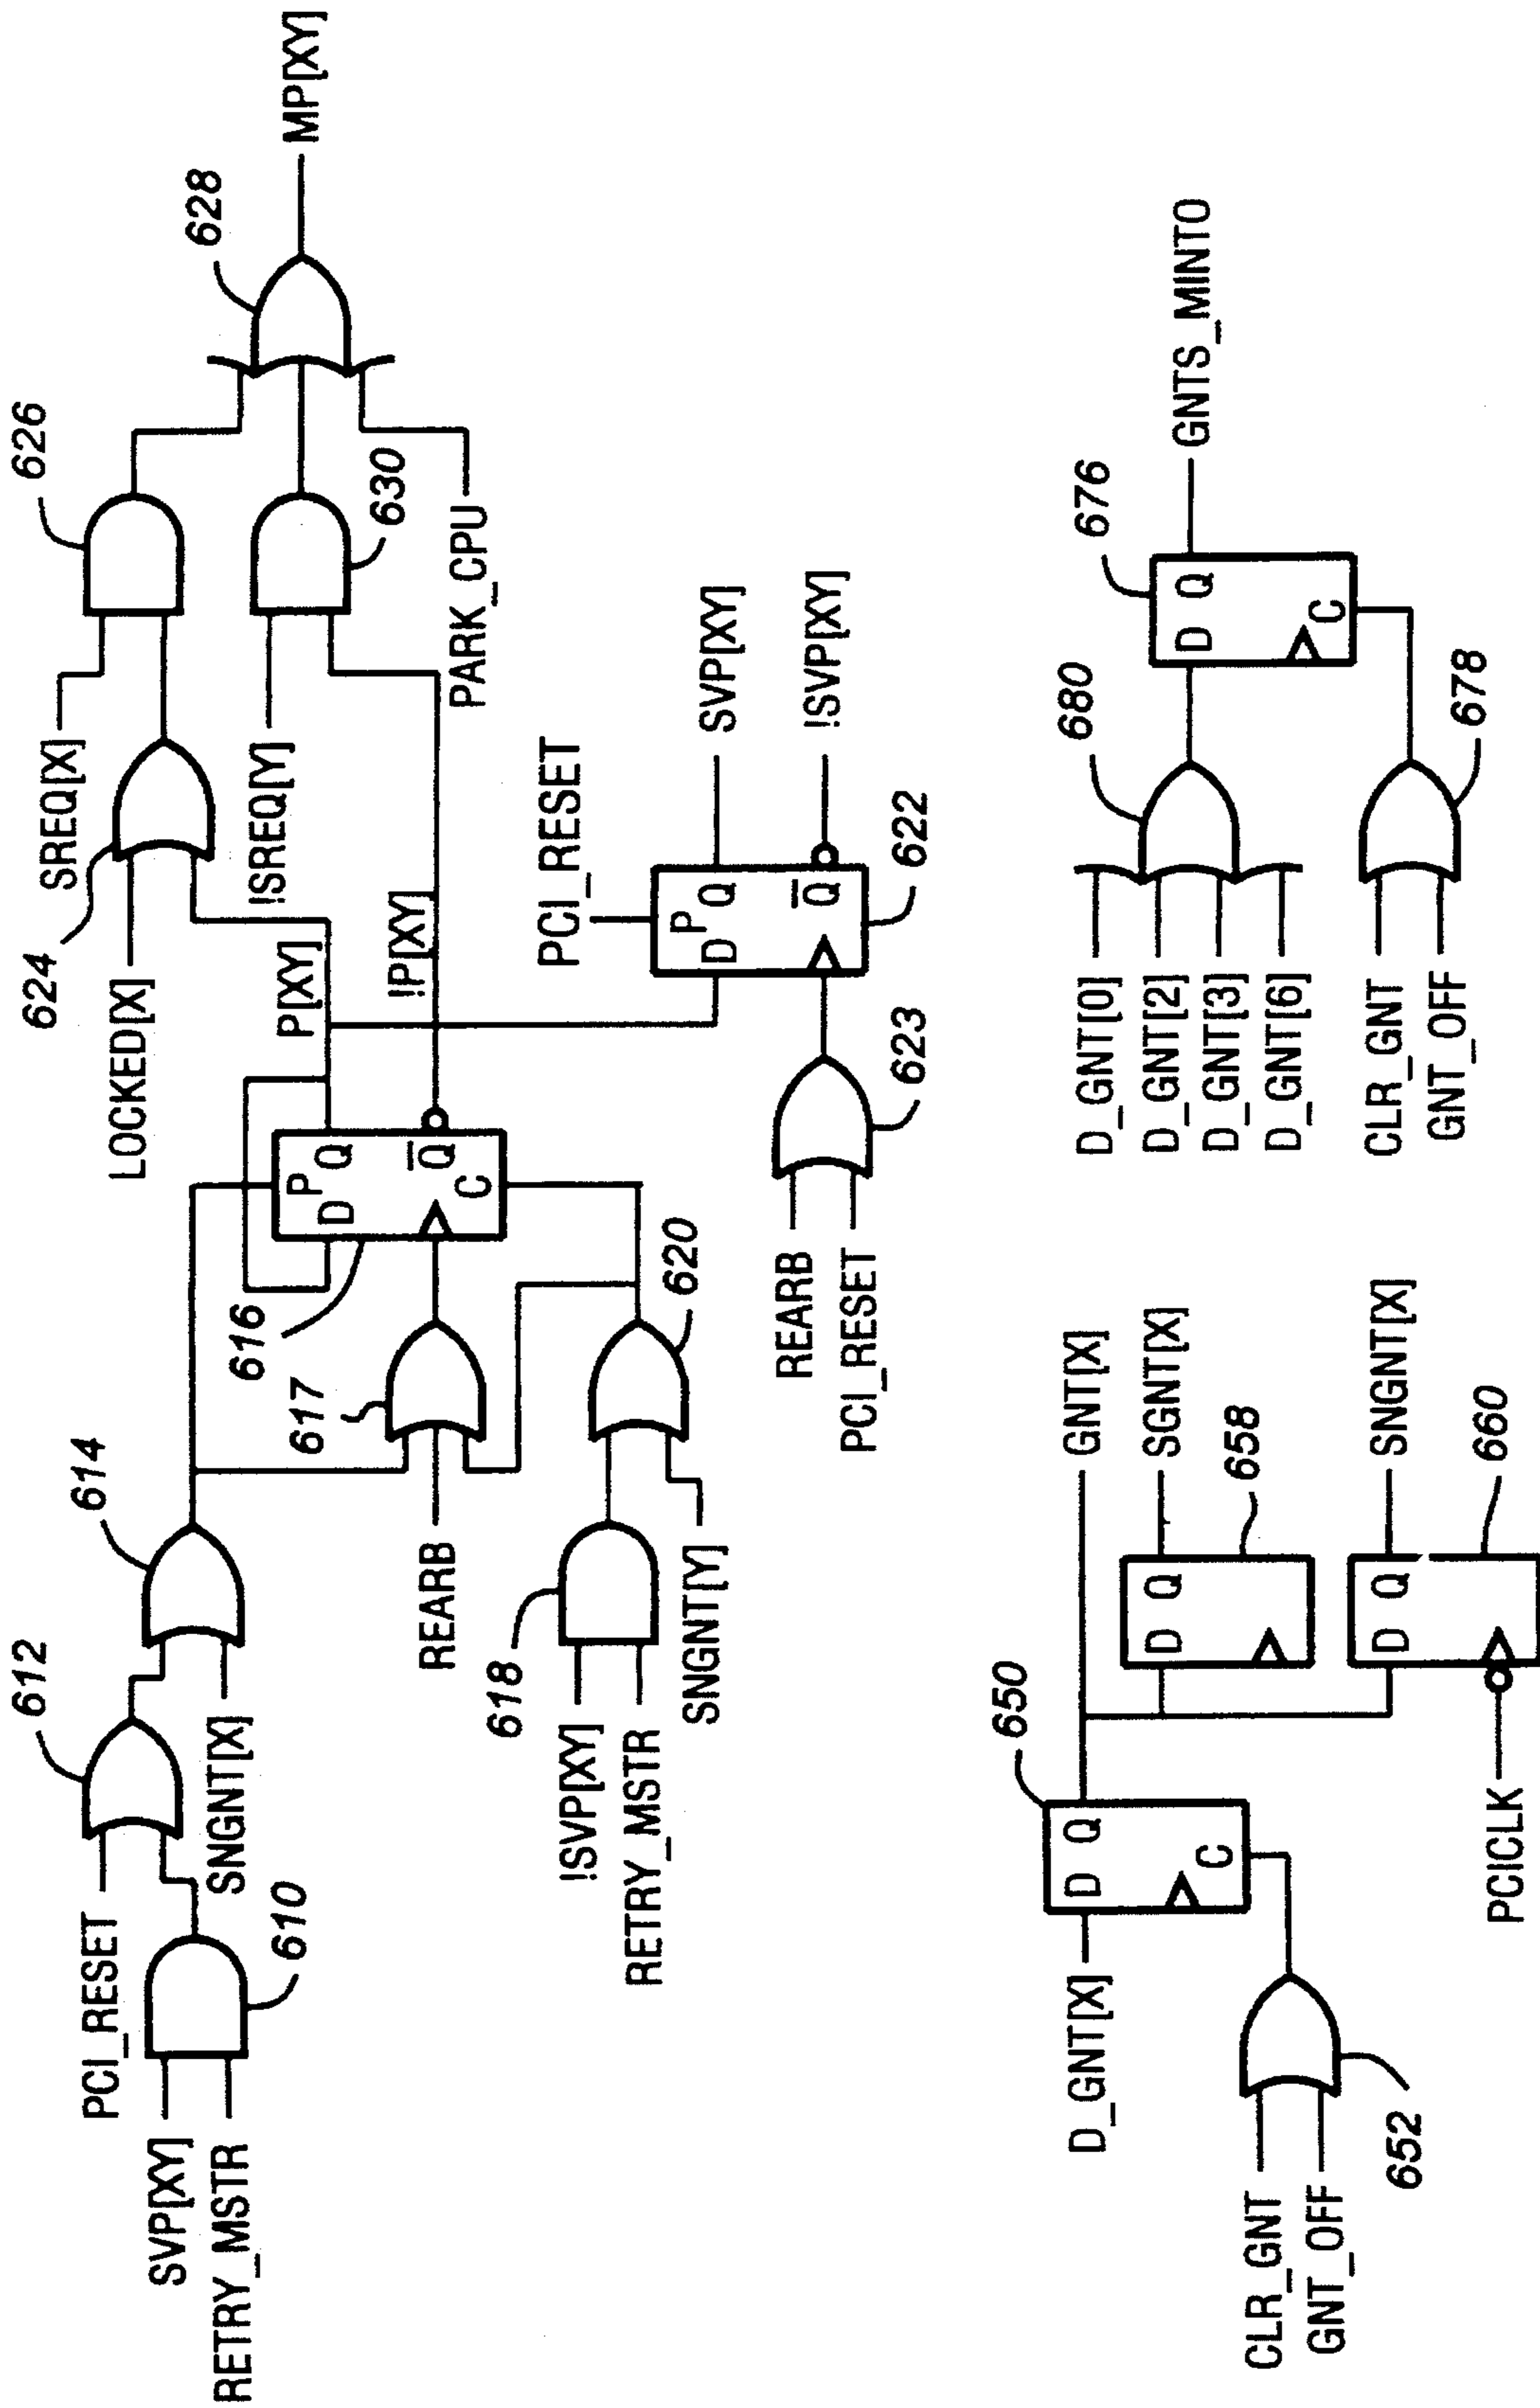 SVP[XY]
RETRY_MSTR
610
PCI_RESET
612
SNGNT[X]
614
REARB
617
616
P
D
Q
Q
C
!SVP[XY]
RETRY_MSTR
618
SNGNT[Y]
620
P[XY]
!P[XY]
LOCKED[X]
624
SREQ[X]
626
!SREQ[Y]
630
PARK_CPU
628
MP[XY]
REARB
PCI_RESET
623
PCI_RESET
P
D
Q
Q
622
SVP[XY]
!SVP[XY]
CLR_GNT
GNT_OFF
652
D_GNT[X]
650
D
Q
C
GNT[X]
D
Q
SGNT[X]
658
PCICLK
D
Q
SNGNT[X]
660
D_GNT[0]
D_GNT[2]
D_GNT[3]
D_GNT[6]
680
CLR_GNT
GNT_OFF
678
676
D
Q
C
GNTS_MINT0